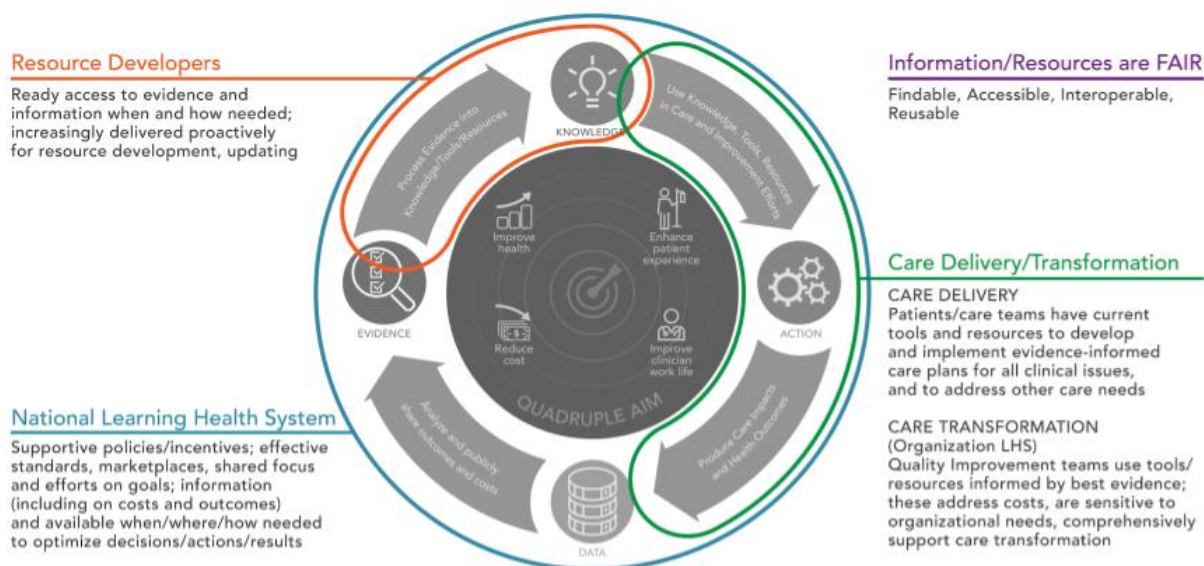 Resource Developers
Ready access to evidence and
information when and how needed;
increasingly delivered proactively
for resource development, updating
National Learning Health System
Supportive policies/incentives; effective
standards, marketplaces, shared focus
and efforts on goals; information
(including on costs and outcomes)
and available when/where/how needed
to optimize decisions/actions/results
Process Evidence into
Knowledge/Tools/Resources
KNOWLEDGE
Use Knowledge, Tools, Resources
in Care and Improvement Efforts
ACTION
Produce Care Impacts
and Health Outcomes
DATA
Analyze and publicly
share outcomes and costs
EVIDENCE
Improve
health
Enhance
patient
experience
Reduce
cost
Improve
clinician
work life
QUADRUPLE AIM
Information/Resources are FAIR
Findable, Accessible, Interoperable,
Reusable
Care Delivery/Transformation
CARE DELIVERY
Patients/care teams have current
tools and resources to develop
and implement evidence-informed
care plans for all clinical issues,
and to address other care needs
CARE TRANSFORMATION
(Organization LHS)
Quality Improvement teams use tools/
resources informed by best evidence;
these address costs, are sensitive to
organizational needs, comprehensively
support care transformation